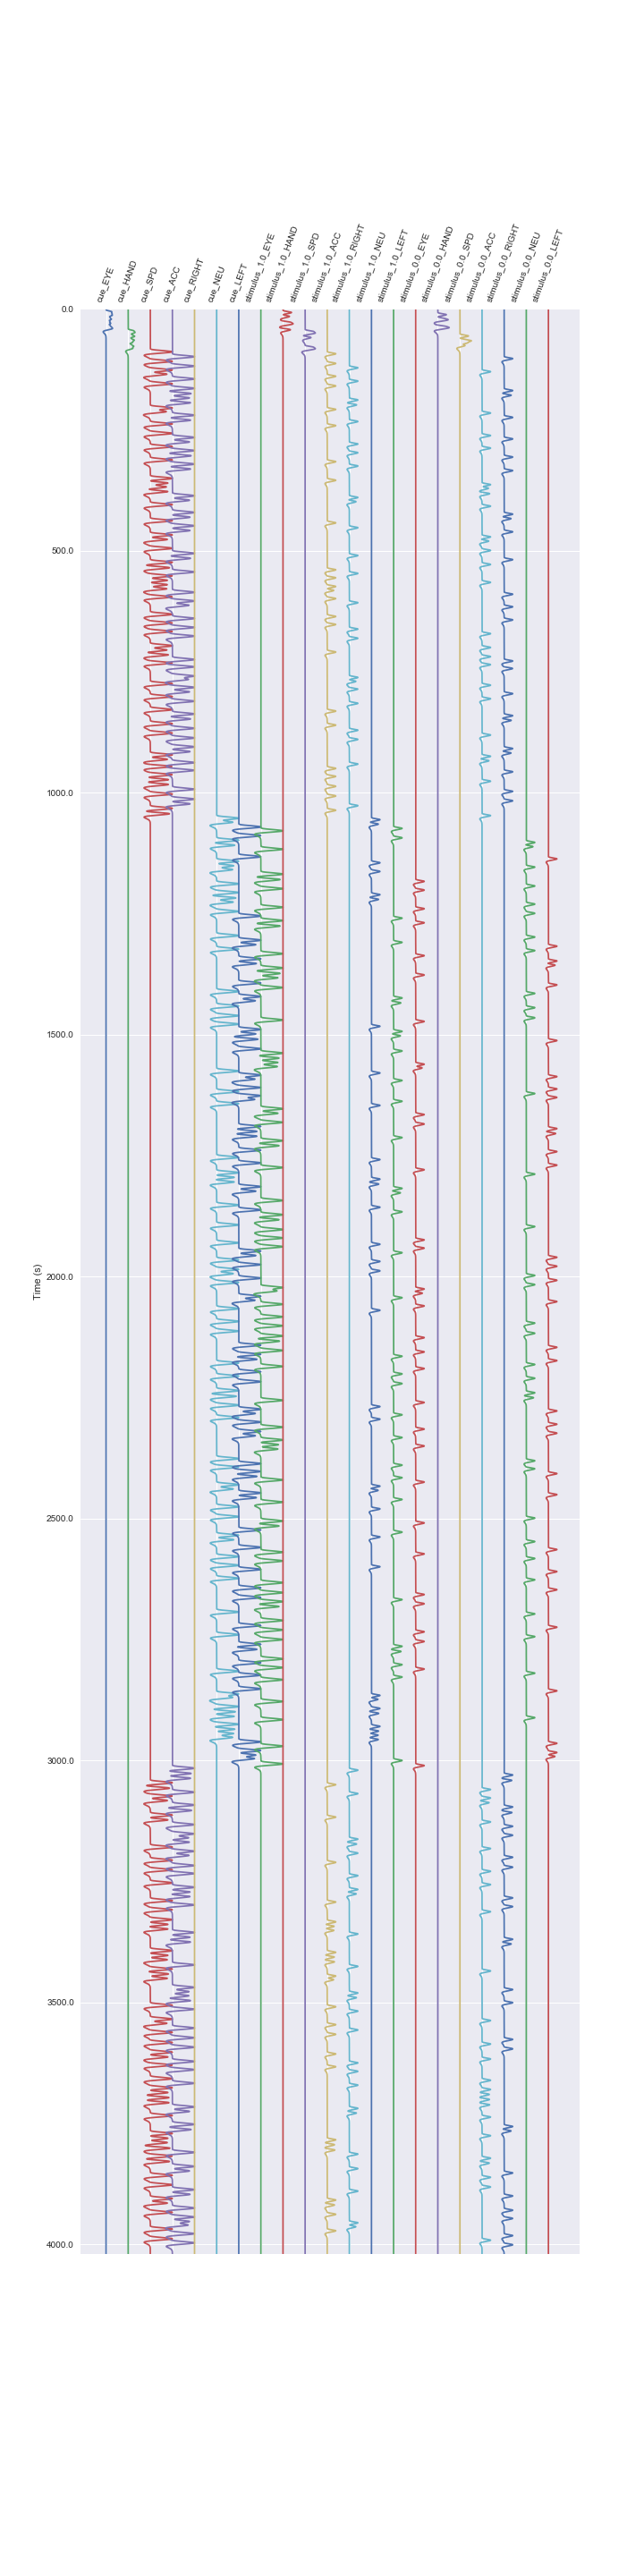 cue_EYE
cue_HAND
cue_SPD
cue_ACC
cue_RIGHT
cue_NEU
cue_LEFT
stimulus_1.0_EYE
stimulus_1.0_HAND
stimulus_1.0_SPD
stimulus_1.0_ACC
stimulus_1.0_RIGHT
stimulus_1.0_NEU
stimulus_1.0_LEFT
stimulus_0.0_EYE
stimulus_0.0_HAND
stimulus_0.0_SPD
stimulus_0.0_ACC
stimulus_0.0_RIGHT
stimulus_0.0_NEU
stimulus_0.0_LEFT
0.0
500.0
1000.0
1500.0
2000.0
Time (s)
2500.0
3000.0
3500.0
4000.0